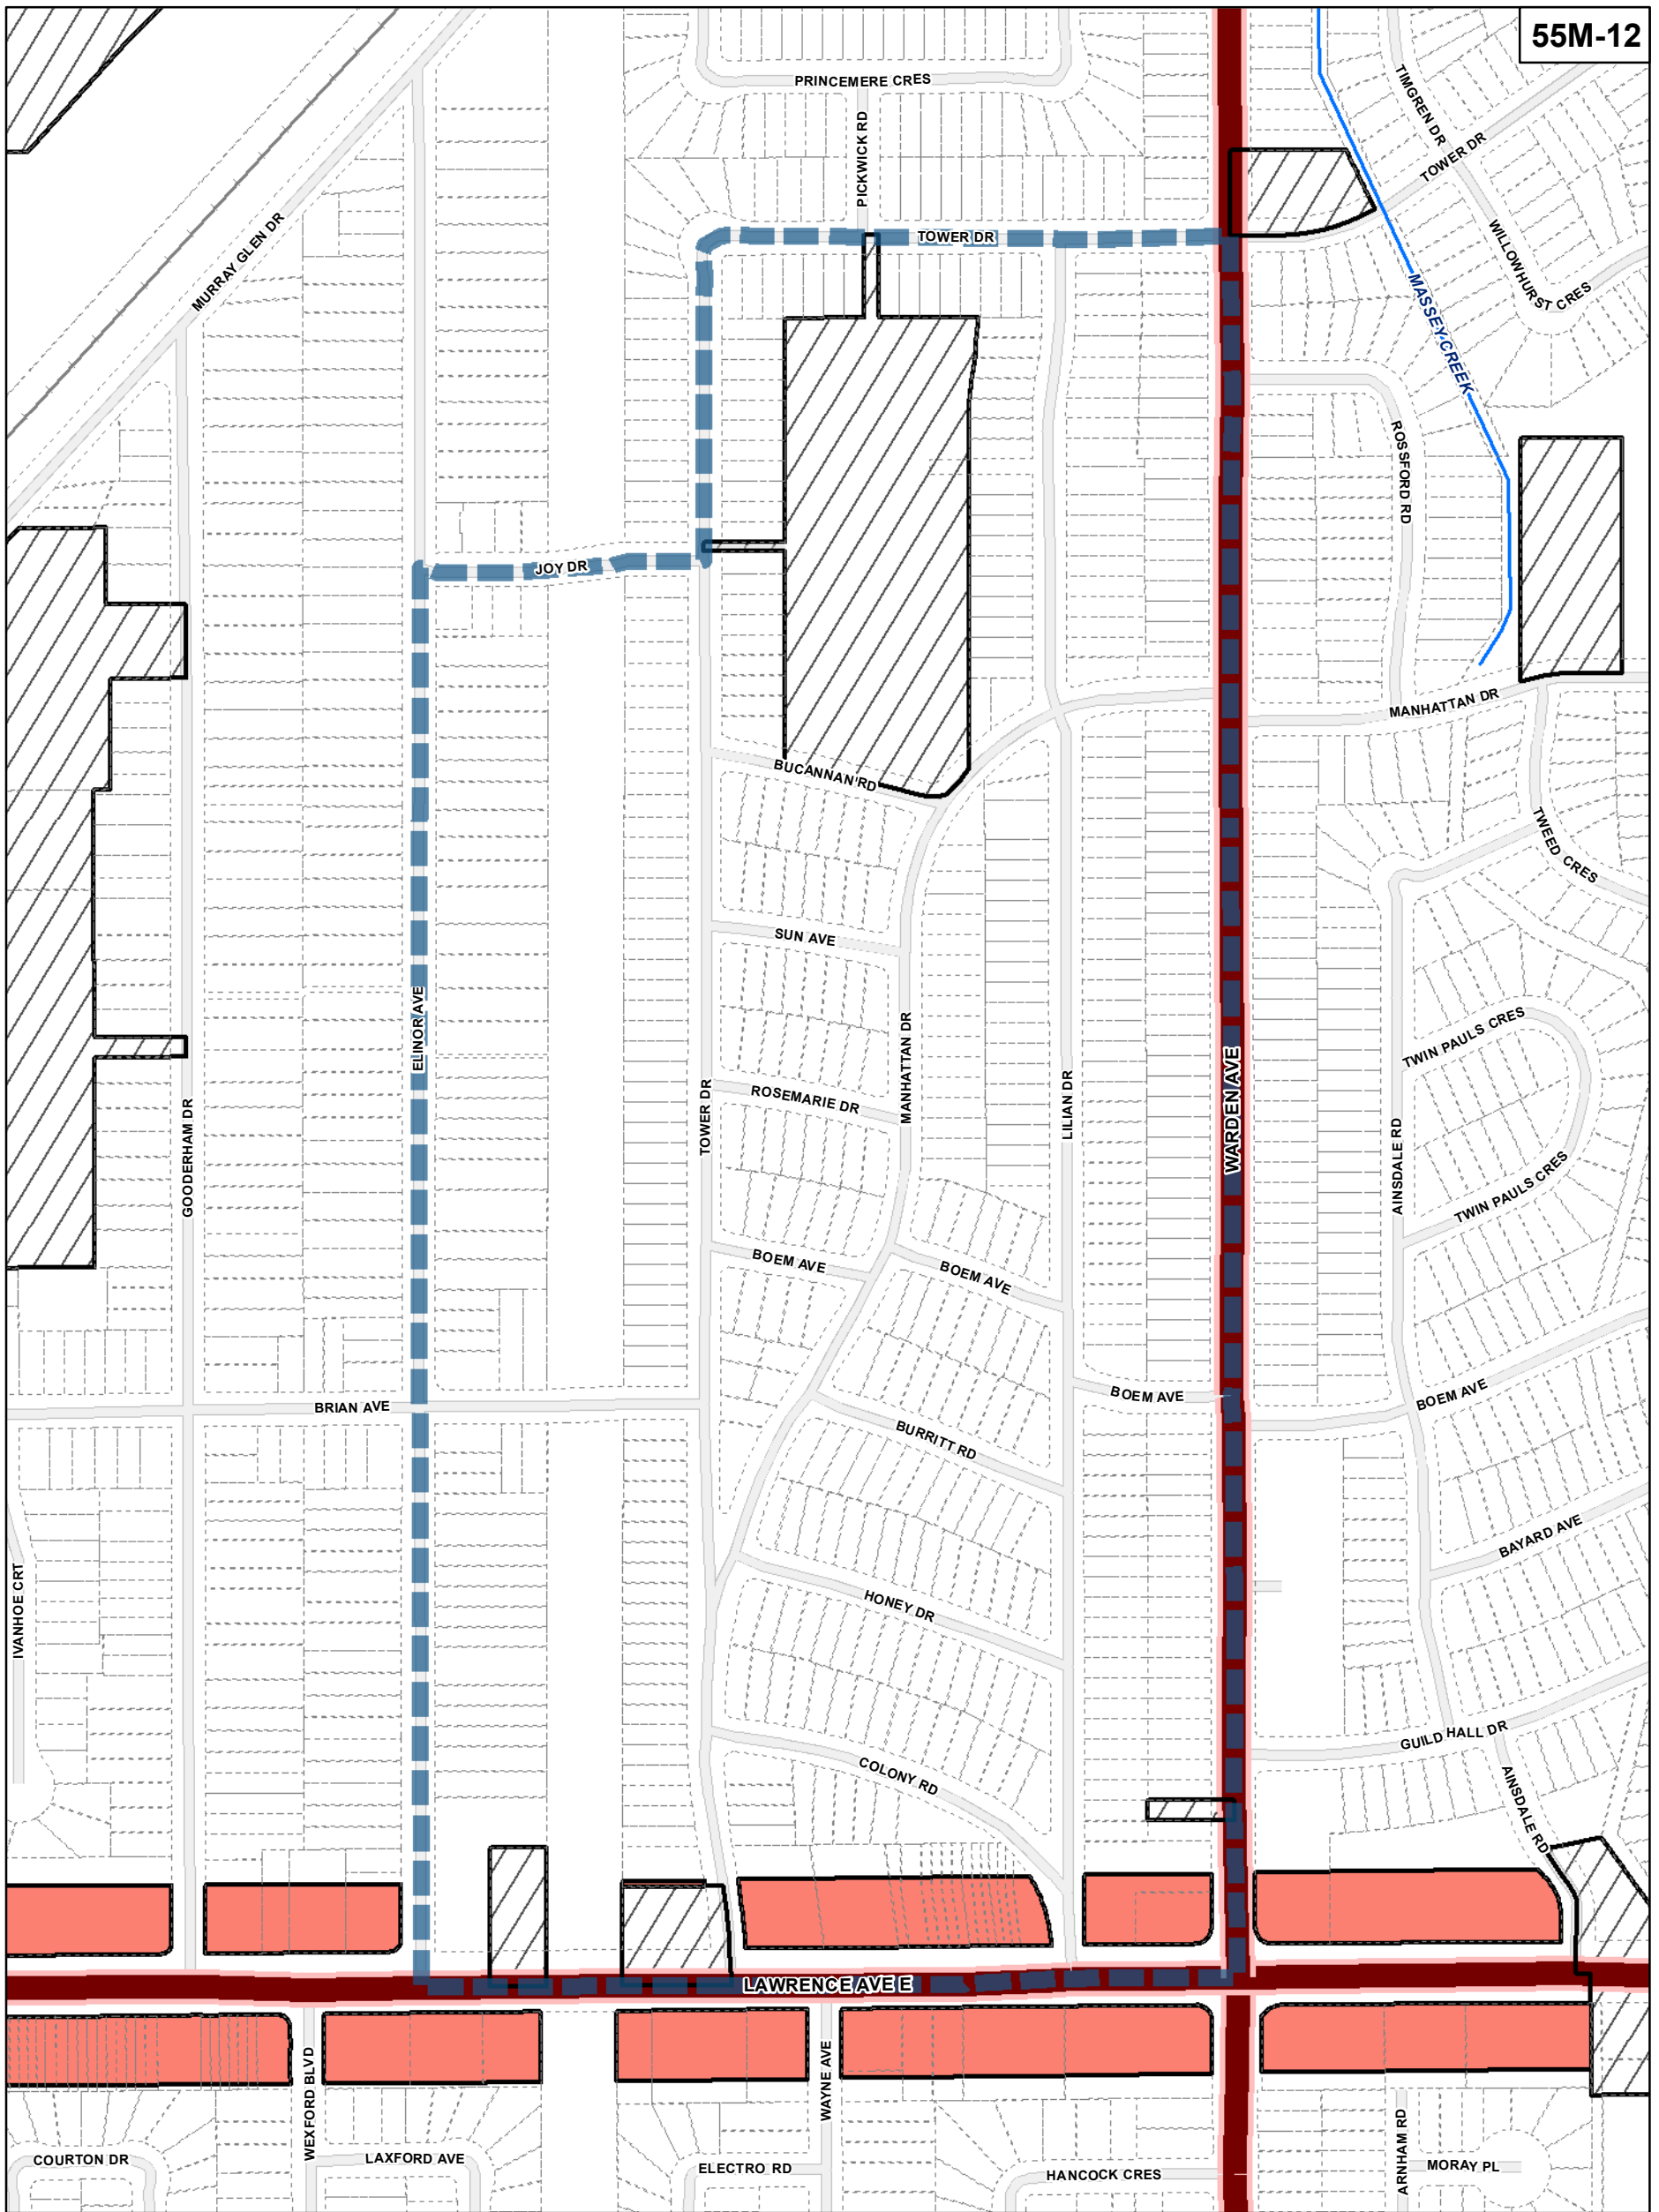 55M-12
PRINCEMERE CRES
TIMGREN DR
PICKWICK RD
TOWER DR
TOWER DR
MURRAY GLEN DR
WILLOWHURST CRES
MASSEY CREEK
ROSSFORD RD
JOY DR
MANHATTAN DR
BUCANNAN RD
TWEED CRES
SUN AVE
ELINOR AVE
TWIN PAULS CRES
MANHATTAN DR
ROSEMARIE DR
TOWER DR
LILIAN DR
WARDEN AVE
GOODERHAM DR
AINSDALE RD
TWIN PAULS CRES
BOEM AVE
BOEM AVE
BRIAN AVE
BOEM AVE
BOEM AVE
BURRITT RD
BAYARD AVE
IVANHOE CRT
HONEY DR
GUILD HALL DR
COLONY RD
AINSDALE RD
LAWRENCE AVE E
WEXFORD BLVD
WAYNE AVE
COURTON DR
LAXFORD AVE
ELECTRO RD
HANCOCK CRES
ARNHAM RD
MORAY PL